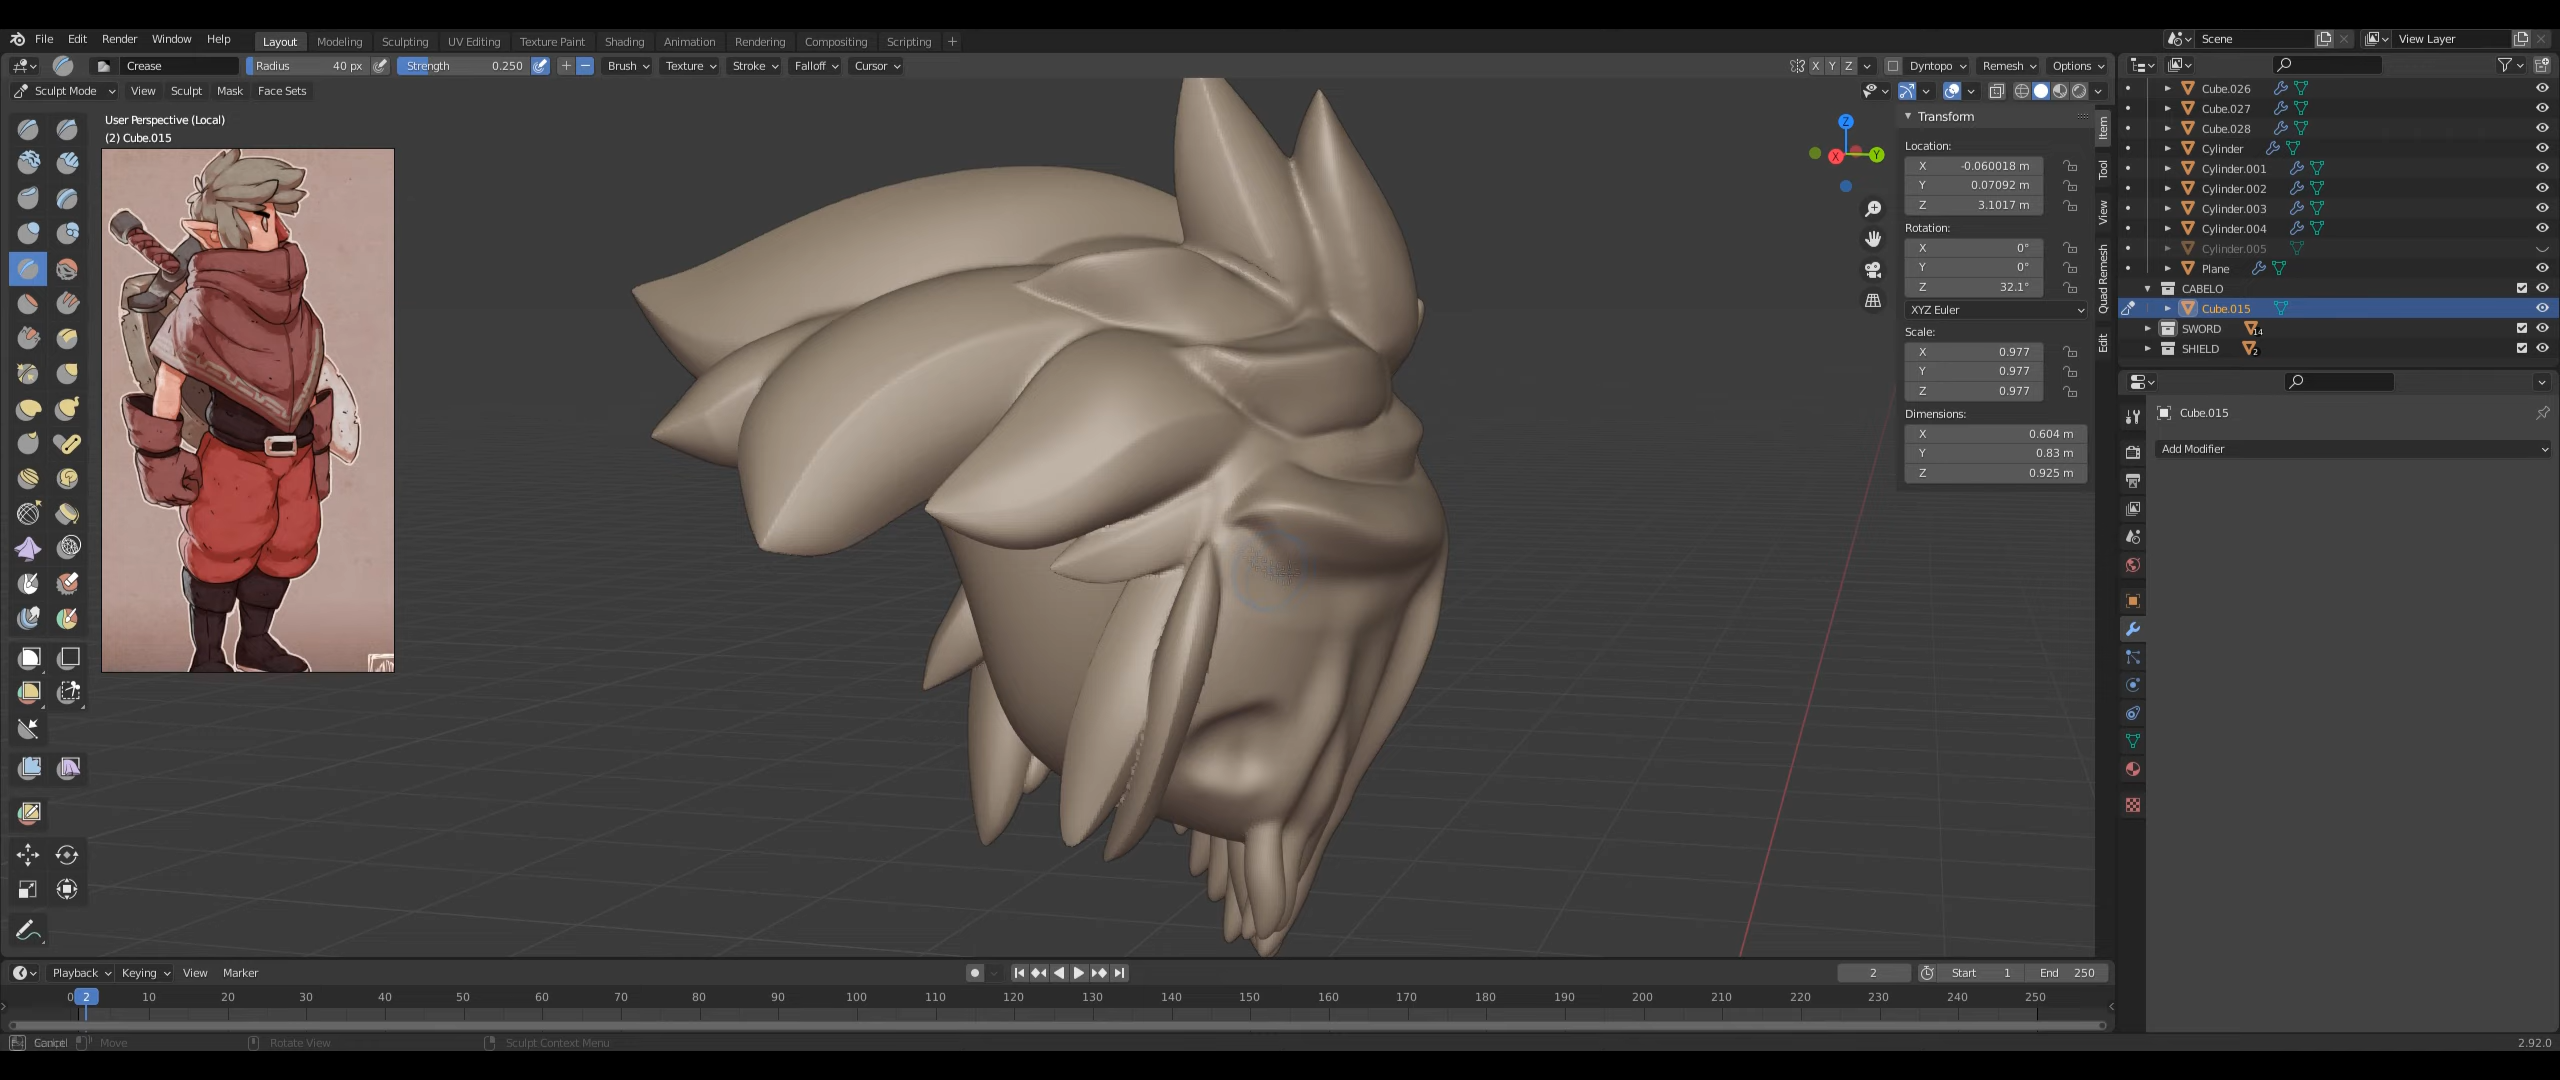 File Edit Render Window Help Layout Modeling Sculpting UV Editing Texture Paint Shading Animation Rendering Compositing Scripting + Scene View Layer
Crease Radius 40 px Strength 0.250 Brush Texture Stroke Falloff Cursor X Y Z Dyntopo Remesh Options
Sculpt Mode View Sculpt Mask Face Sets
User Perspective (Local)
(2) Cube.015
Z
X
Y
Transform
Location:
X -0.060018 m
Y 0.07092 m
Z 3.1017 m
Rotation:
X 0°
Y 0°
Z 32.1°
XYZ Euler
Scale:
X 0.977
Y 0.977
Z 0.977
Dimensions:
X 0.604 m
Y 0.83 m
Z 0.925 m
Item
Tool
View
Quad Remesh
Edit
Cube.026
Cube.027
Cube.028
Cylinder
Cylinder.001
Cylinder.002
Cylinder.003
Cylinder.004
Cylinder.005
Plane
CABELO
Cube.015
SWORD 14
SHIELD 2
Cube.015
Add Modifier
Playback Keying View Marker 2 Start 1 End 250
0 2 10 20 30 40 50 60 70 80 90 100 110 120 130 140 150 160 170 180 190 200 210 220 230 240 250
Move Rotate View Sculpt Context Menu 2.92.0